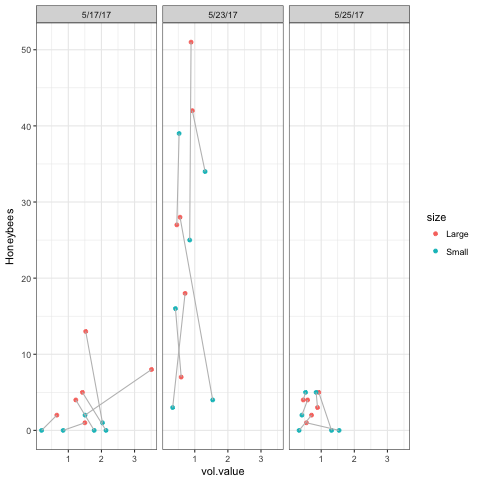 5/17/17 5/23/17 5/25/17
50
40
30
20
10
0
Honeybees
1 2 3 1 2 3 1 2 3
vol.value
size
Large
Small